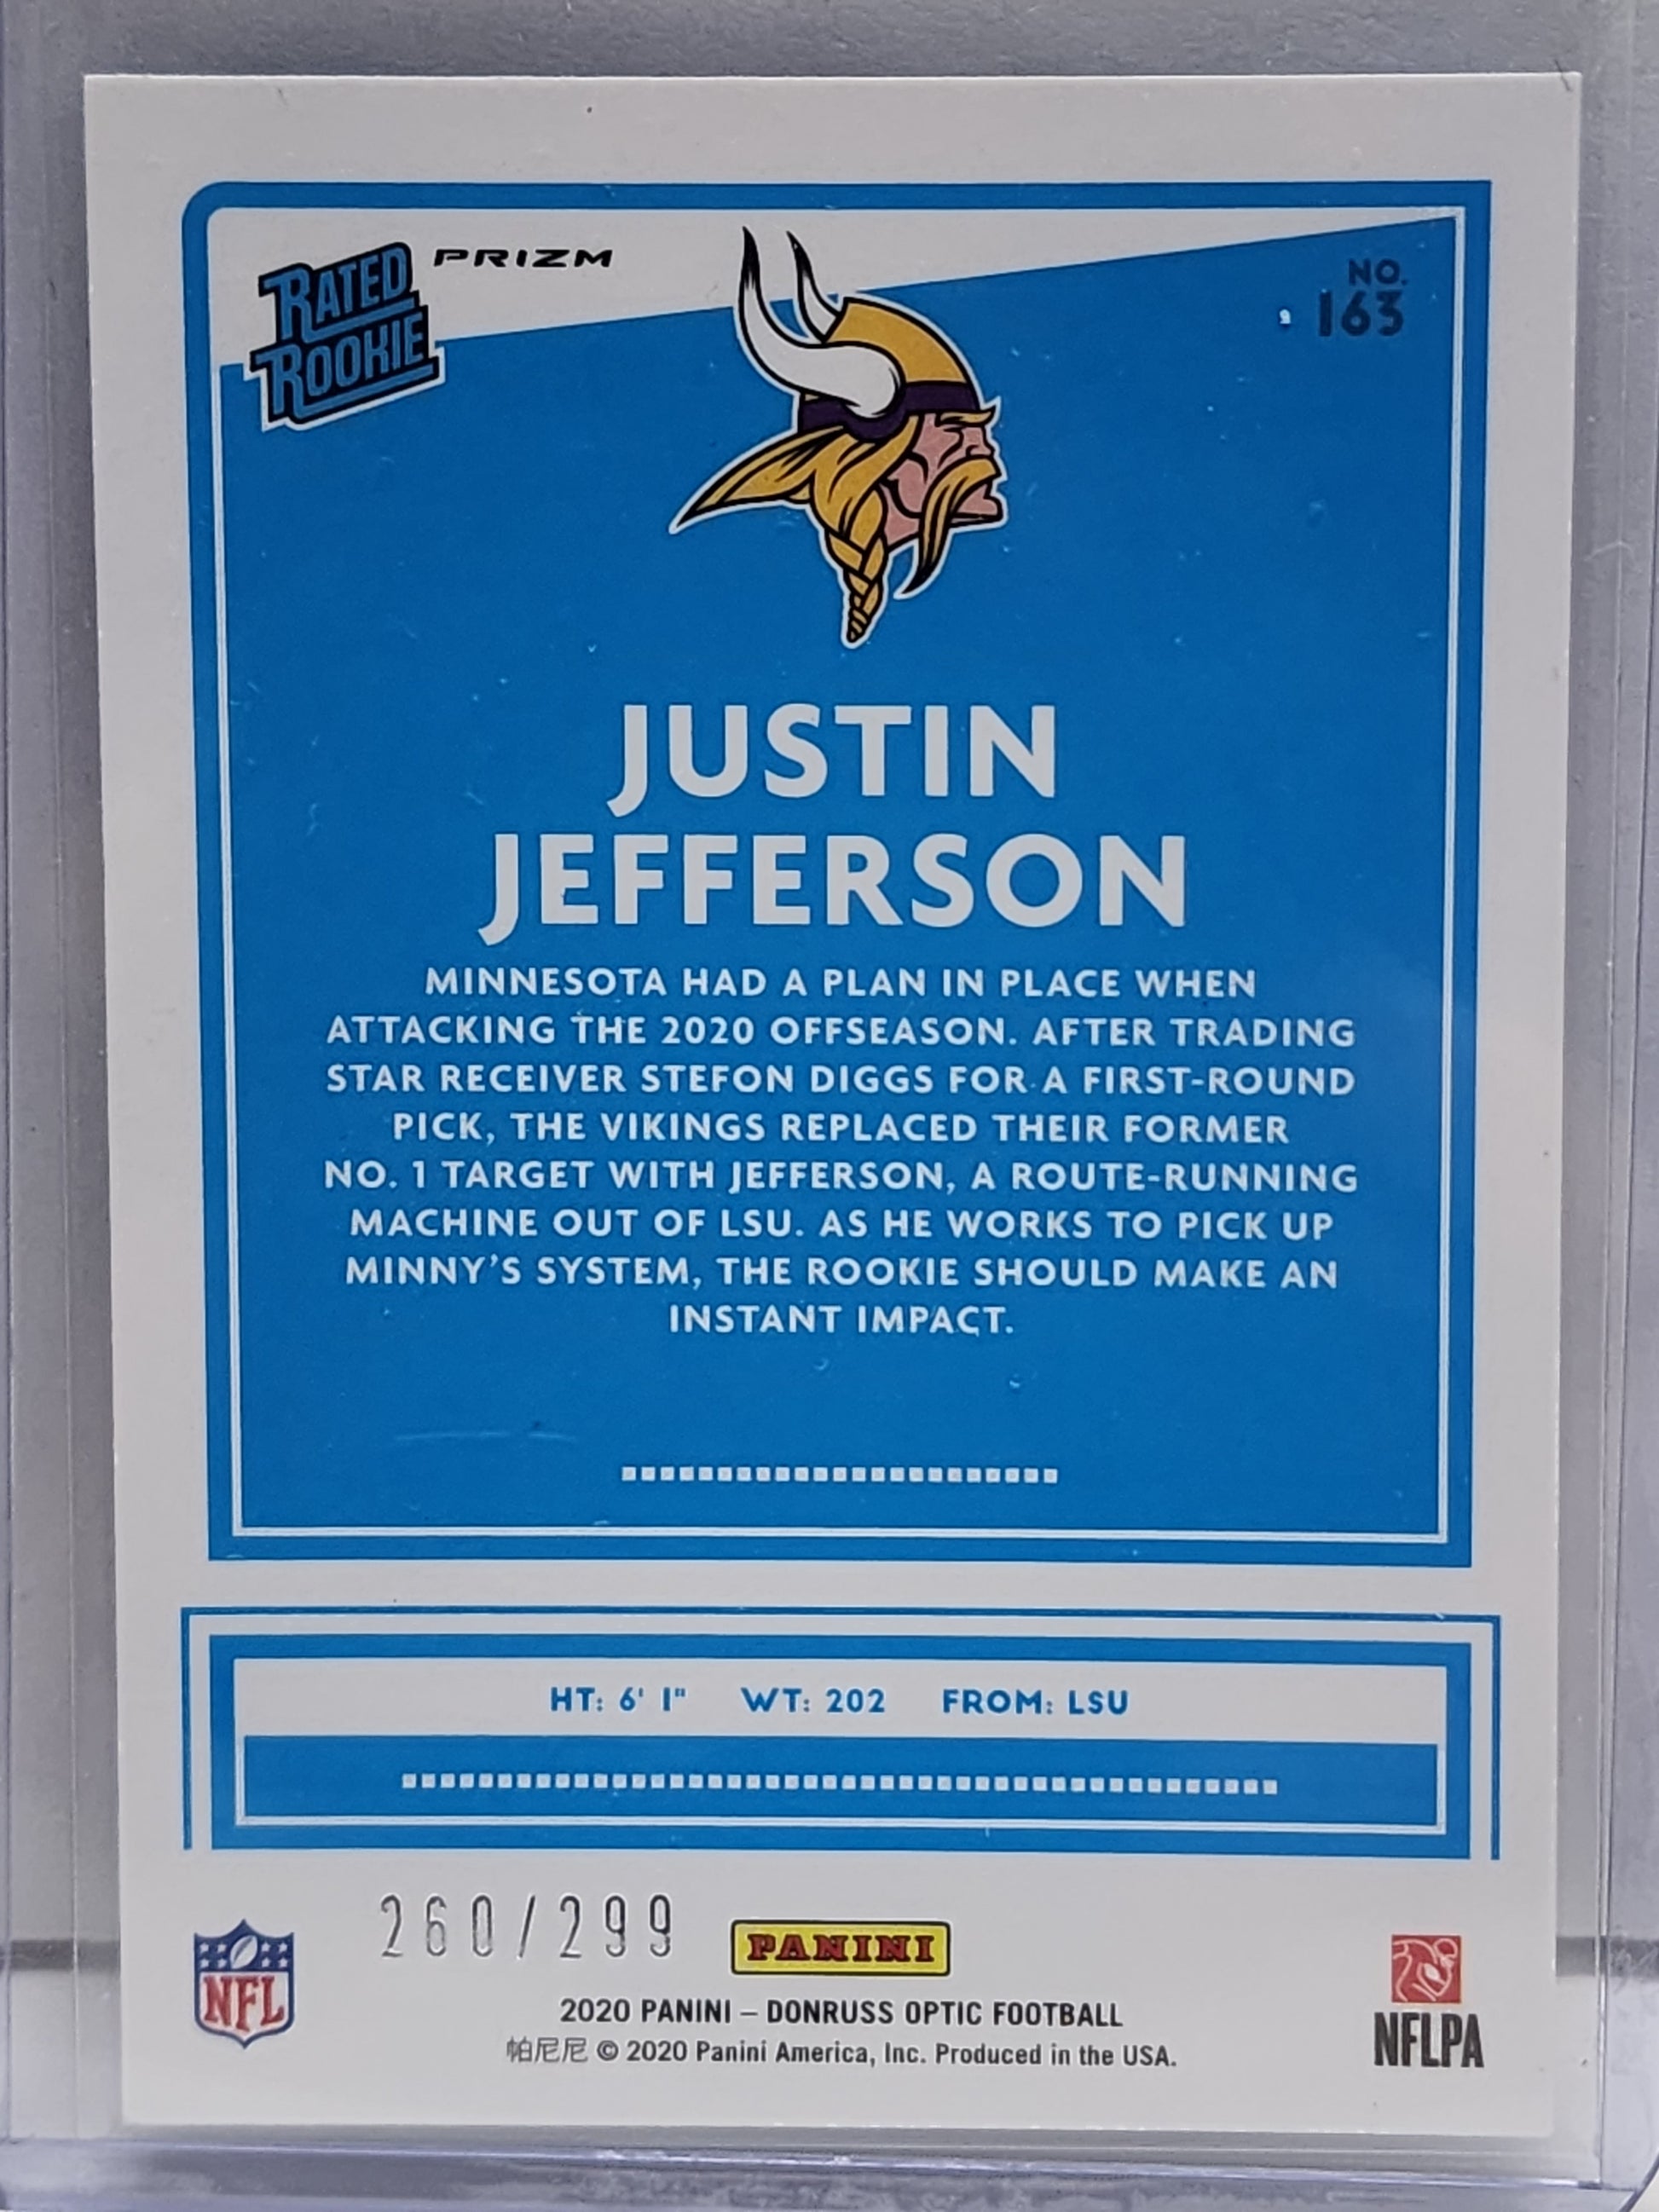 RATED
ROOKIE
PRIZM
NO.
163
JUSTIN
JEFFERSON
MINNESOTA HAD A PLAN IN PLACE WHEN
ATTACKING THE 2020 OFFSEASON. AFTER TRADING
STAR RECEIVER STEFON DIGGS FOR A FIRST-ROUND
PICK, THE VIKINGS REPLACED THEIR FORMER
NO. 1 TARGET WITH JEFFERSON, A ROUTE-RUNNING
MACHINE OUT OF LSU. AS HE WORKS TO PICK UP
MINNY'S SYSTEM, THE ROOKIE SHOULD MAKE AN
INSTANT IMPACT.
HT: 6' 1" WT: 202 FROM: LSU
260/299
NFL
PANINI
NFLPA
2020 PANINI – DONRUSS OPTIC FOOTBALL
帕尼尼 © 2020 Panini America, Inc. Produced in the USA.